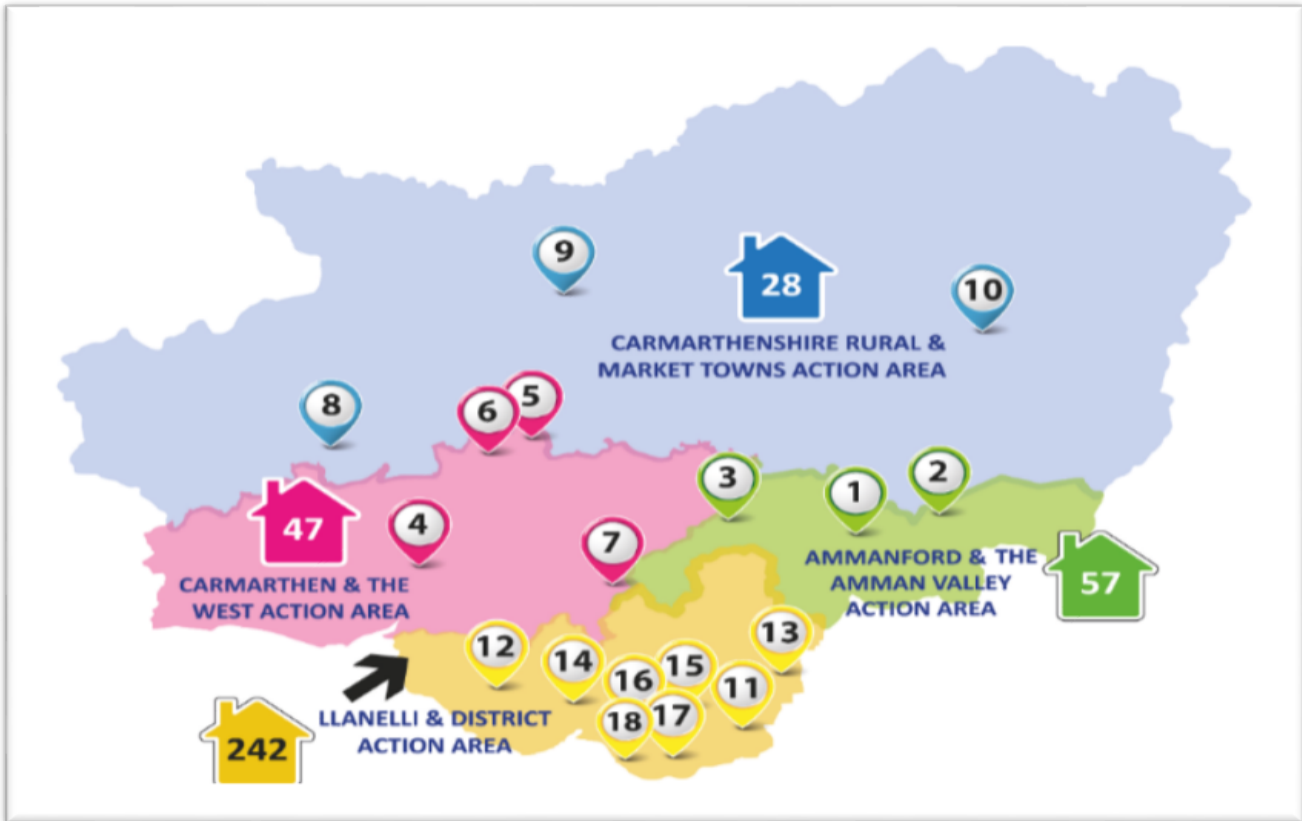 9
28
10
CARMARTHENSHIRE RURAL &
MARKET TOWNS ACTION AREA
8
6
5
3
1
2
47
4
7
CARMARTHEN & THE
WEST ACTION AREA
AMMANFORD & THE
AMMAN VALLEY
ACTION AREA
57
12
14
16
15
13
11
18
17
LLANELLI & DISTRICT
ACTION AREA
242